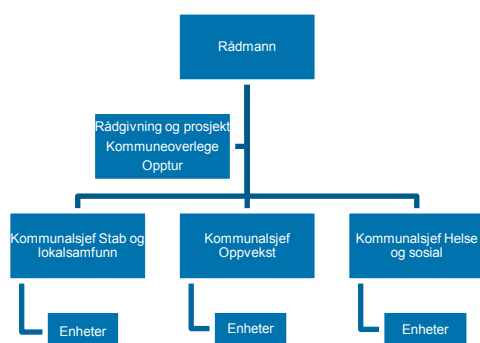 Rådmann
Rådgivning og prosjekt
Kommuneoverlege
Opptur
Kommunalsjef Stab og
lokalsamfunn
Kommunalsjef
Oppvekst
Kommunalsjef Helse
og sosial
Enheter
Enheter
Enheter